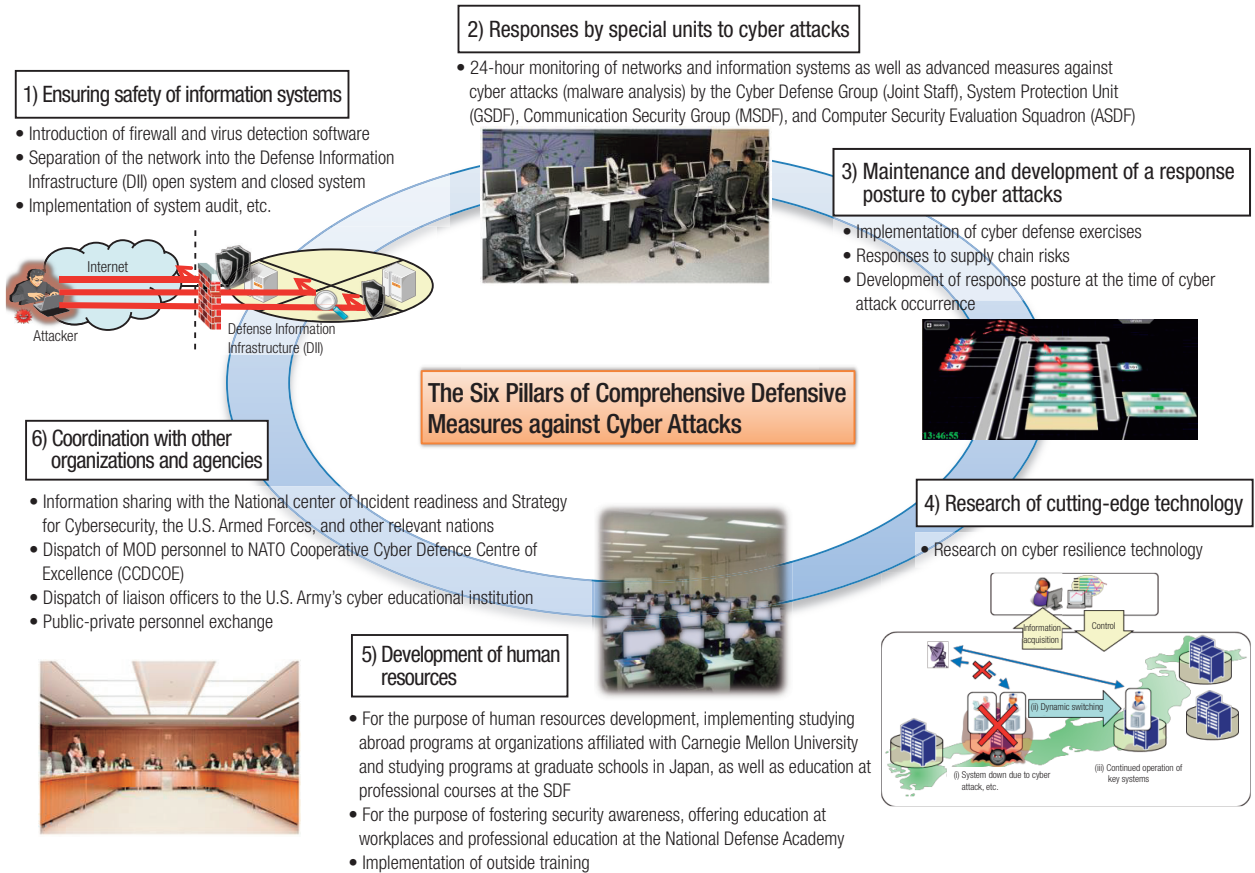 1) Ensuring safety of information systems
• Introduction of firewall and virus detection software
• Separation of the network into the Defense Information
Infrastructure (DII) open system and closed system
• Implementation of system audit, etc.
Internet
Attacker
Defense Information
Infrastructure (DII)
2) Responses by special units to cyber attacks
• 24-hour monitoring of networks and information systems as well as advanced measures against
cyber attacks (malware analysis) by the Cyber Defense Group (Joint Staff), System Protection Unit
(GSDF), Communication Security Group (MSDF), and Computer Security Evaluation Squadron (ASDF)
3) Maintenance and development of a response
posture to cyber attacks
• Implementation of cyber defense exercises
• Responses to supply chain risks
• Development of response posture at the time of cyber
attack occurrence
13:46:55
The Six Pillars of Comprehensive Defensive
Measures against Cyber Attacks
4) Research of cutting-edge technology
• Research on cyber resilience technology
Information
acquisition
Control
(ii) Dynamic switching
(i) System down due to cyber
attack, etc.
(iii) Continued operation of
key systems
5) Development of human
resources
• For the purpose of human resources development, implementing studying
abroad programs at organizations affiliated with Carnegie Mellon University
and studying programs at graduate schools in Japan, as well as education at
professional courses at the SDF
• For the purpose of fostering security awareness, offering education at
workplaces and professional education at the National Defense Academy
• Implementation of outside training
6) Coordination with other
organizations and agencies
• Information sharing with the National center of Incident readiness and Strategy
for Cybersecurity, the U.S. Armed Forces, and other relevant nations
• Dispatch of MOD personnel to NATO Cooperative Cyber Defence Centre of
Excellence (CCDCOE)
• Dispatch of liaison officers to the U.S. Army's cyber educational institution
• Public-private personnel exchange